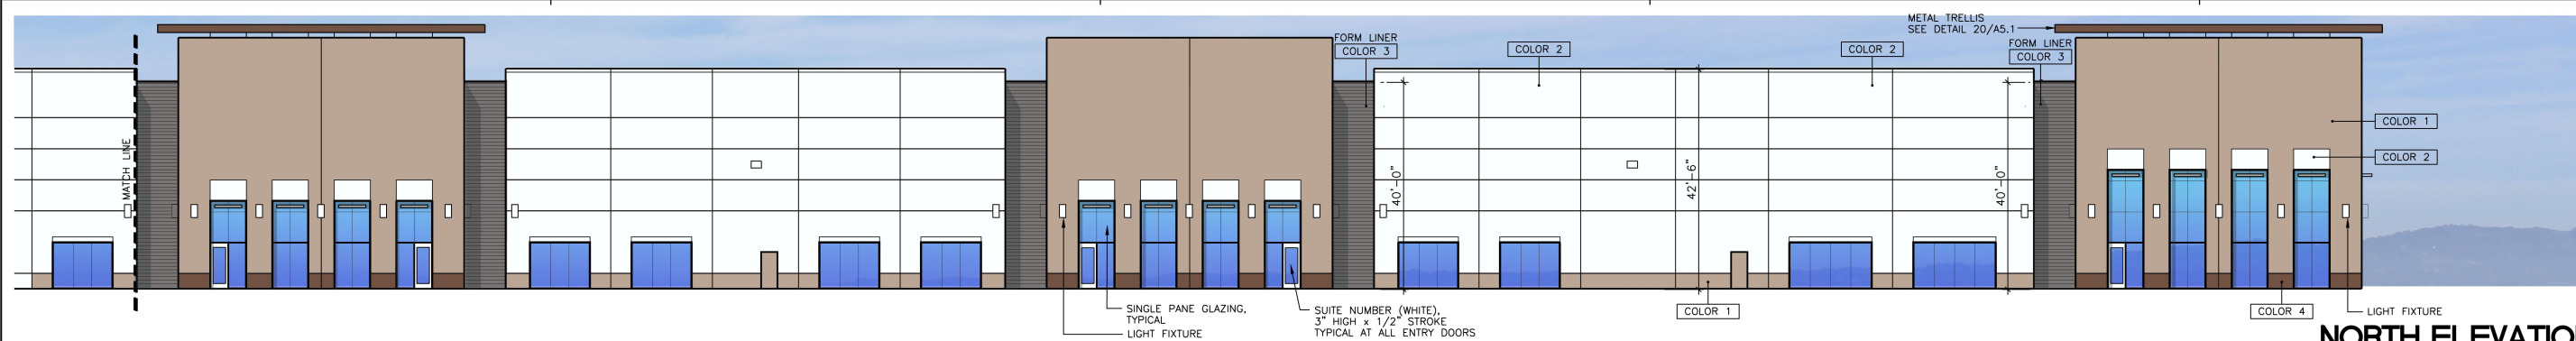 METAL TRELLIS
SEE DETAIL 20/A5.1
FORM LINER
COLOR 3
COLOR 2
COLOR 2
FORM LINER
COLOR 3
MATCH LINE
40'-0"
42'-6"
40'-0"
COLOR 1
COLOR 2
SINGLE PANE GLAZING,
TYPICAL
LIGHT FIXTURE
SUITE NUMBER (WHITE),
3" HIGH x 1/2" STROKE
TYPICAL AT ALL ENTRY DOORS
COLOR 1
COLOR 4
LIGHT FIXTURE
NORTH